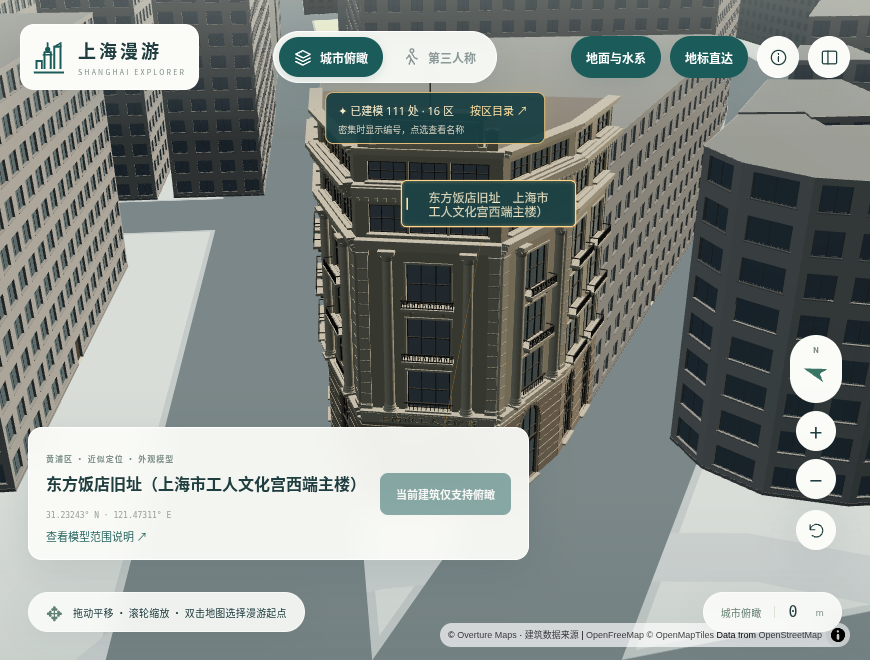 上海漫游
SHANGHAI EXPLORER
城市俯瞰
第三人称
地面与水系
地标直达
✦ 已建模 111 处 · 16 区 按区目录 ↗
密集时显示编号，点选查看名称
东方饭店旧址 上海市
工人文化宫西端主楼）
N
黄浦区 · 近似定位 · 外观模型
东方饭店旧址（上海市工人文化宫西端主楼）
当前建筑仅支持俯瞰
31.23243° N · 121.47311° E
查看模型范围说明 ↗
拖动平移 · 滚轮缩放 · 双击地图选择漫游起点
城市俯瞰 0 m
© Overture Maps · 建筑数据来源 | OpenFreeMap © OpenMapTiles Data from OpenStreetMap